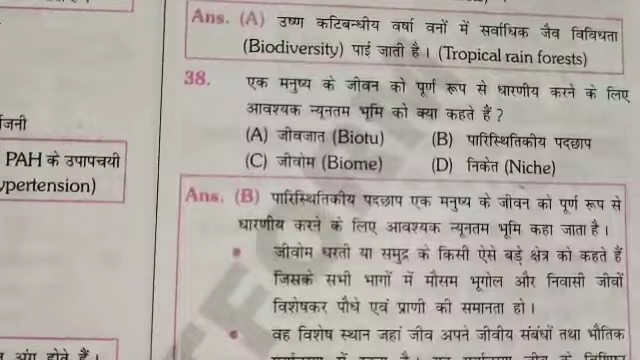 Ans. (A) उष्ण कटिबन्धीय वर्षा वनों में सर्वाधिक जैव विविधता
(Biodiversity) पाई जाती है। (Tropical rain forests)
38. एक मनुष्य के जीवन को पूर्ण रूप से धारणीय करने के लिए
आवश्यक न्यूनतम भूमि को क्या कहते हैं ?
(A) जीवजात (Biotu) (B) पारिस्थितिकीय पदछाप
(C) जीवोम (Biome) (D) निकेत (Niche)
Ans. (B) पारिस्थितिकीय पदछाप एक मनुष्य के जीवन को पूर्ण रूप से
धारणीय करने के लिए आवश्यक न्यूनतम भूमि कहा जाता है।
• जीवोम धरती या समुद्र के किसी ऐसे बड़े क्षेत्र को कहते हैं
जिसके सभी भागों में मौसम भूगोल और निवासी जीवों
विशेषकर पौधे एवं प्राणी की समानता हो।
• वह विशेष स्थान जहां जीव अपने जीवीय संबंधों तथा भौतिक
PAH के उपापचयी
ypertension)
अंग होते हैं।